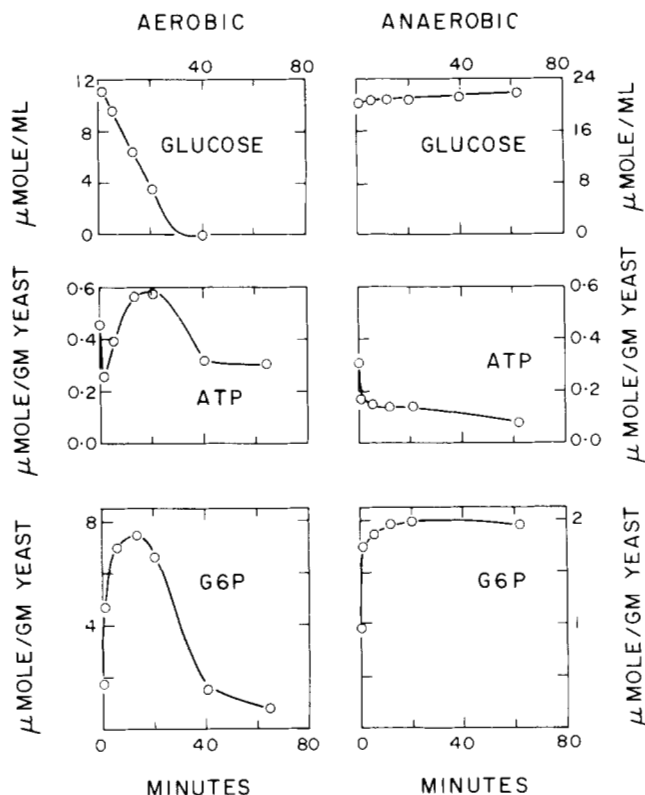 AEROBIC
ANAEROBIC
0 40 80
0 40 80
12
8
4
0
μMOLE/ML
GLUCOSE
GLUCOSE
24
16
8
0
μMOLE/ML
0·6
0·4
0·2
0·0
μMOLE/GM YEAST
ATP
ATP
0·6
0·4
0·2
0·0
μMOLE/GM YEAST
8
4
μMOLE/GM YEAST
G6P
G6P
2
1
μMOLE/GM YEAST
0 40 80
0 40 80
MINUTES
MINUTES